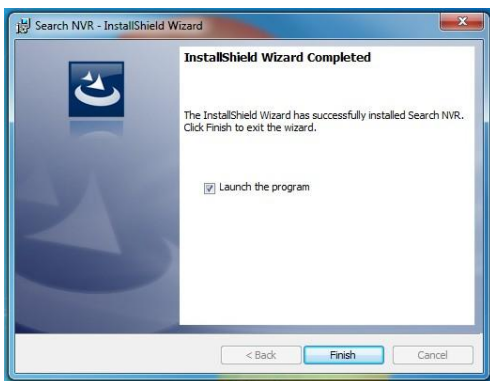 Search NVR - InstallShield Wizard
InstallShield Wizard Completed
The InstallShield Wizard has successfully installed Search NVR.
Click Finish to exit the wizard.
Launch the program
< Back
Finish
Cancel